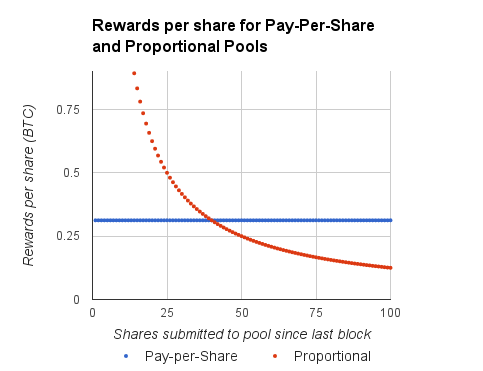 Rewards per share for Pay-Per-Share
and Proportional Pools
Rewards per share (BTC)
0.75
0.5
0.25
0
0 25 50 75 100
Shares submitted to pool since last block
Pay-per-Share Proportional